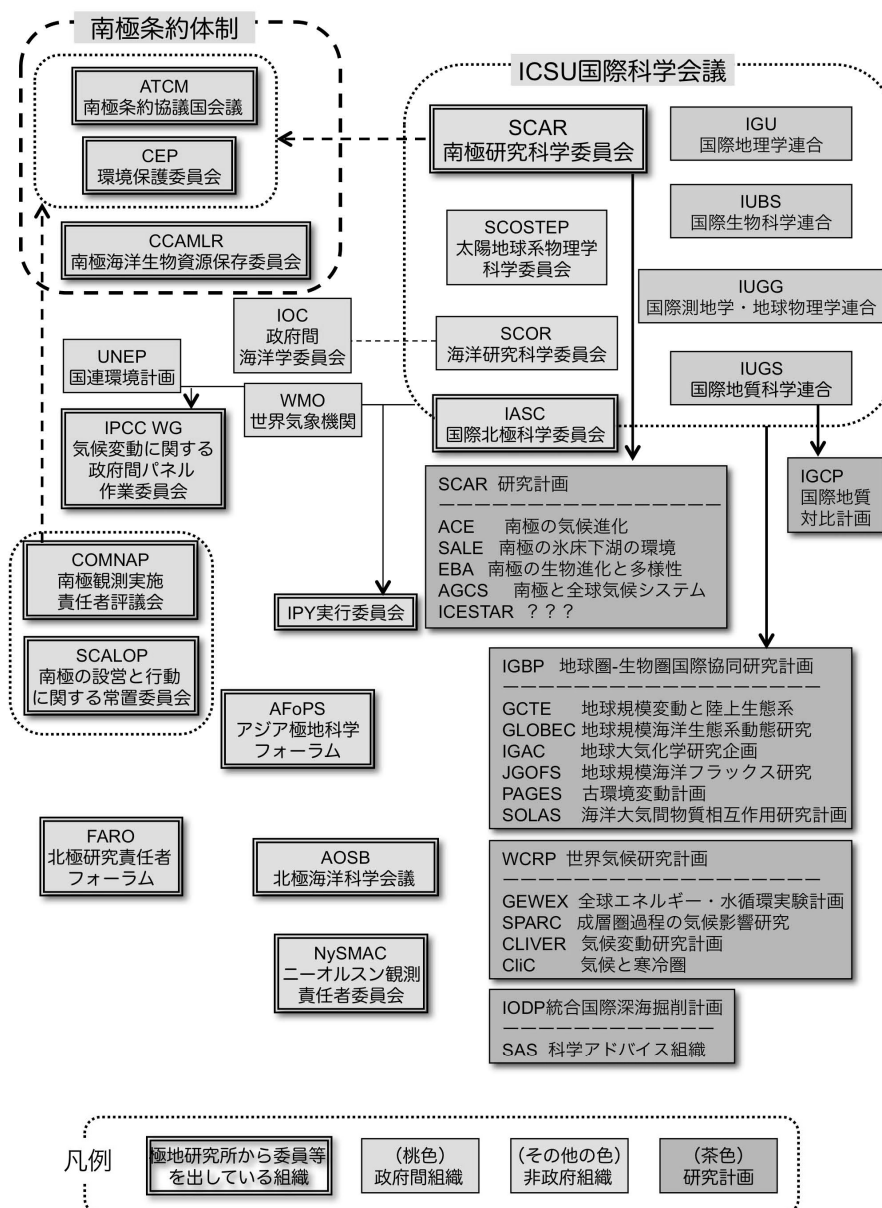 南極条約体制
ATCM
南極条約協議国会議
CEP
環境保護委員会
CCAMLR
南極海洋生物資源保存委員会
ICSU国際科学会議
SCAR
南極研究科学委員会
IGU
国際地理学連合
IUBS
国際生物科学連合
SCOSTEP
太陽地球系物理学
科学委員会
IUGG
国際測地学・地球物理学連合
IOC
政府間
海洋学委員会
SCOR
海洋研究科学委員会
IUGS
国際地質科学連合
UNEP
国連環境計画
WMO
世界気象機関
IASC
国際北極科学委員会
IPCC WG
気候変動に関する
政府間パネル
作業委員会
IGCP
国際地質
対比計画
SCAR 研究計画
ACE 南極の気候進化
SALE 南極の氷床下湖の環境
EBA 南極の生物進化と多様性
AGCS 南極と全球気候システム
ICESTAR ？？？
COMNAP
南極観測実施
責任者評議会
SCALOP
南極の設営と行動
に関する常置委員会
IPY実行委員会
AFoPS
アジア極地科学
フォーラム
IGBP 地球圏-生物圏国際協同研究計画
GCTE 地球規模変動と陸上生態系
GLOBEC 地球規模海洋生態系動態研究
IGAC 地球大気化学研究企画
JGOFS 地球規模海洋フラックス研究
PAGES 古環境変動計画
SOLAS 海洋大気間物質相互作用研究計画
FARO
北極研究責任者
フォーラム
AOSB
北極海洋科学会議
WCRP 世界気候研究計画
GEWEX 全球エネルギー・水循環実験計画
SPARC 成層圏過程の気候影響研究
CLIVER 気候変動研究計画
CliC 気候と寒冷圏
NySMAC
ニーオルスン観測
責任者委員会
IODP統合国際深海掘削計画
SAS 科学アドバイス組織
凡例
極地研究所から委員等
を出している組織
（桃色）
政府間組織
（その他の色）
非政府組織
（茶色）
研究計画